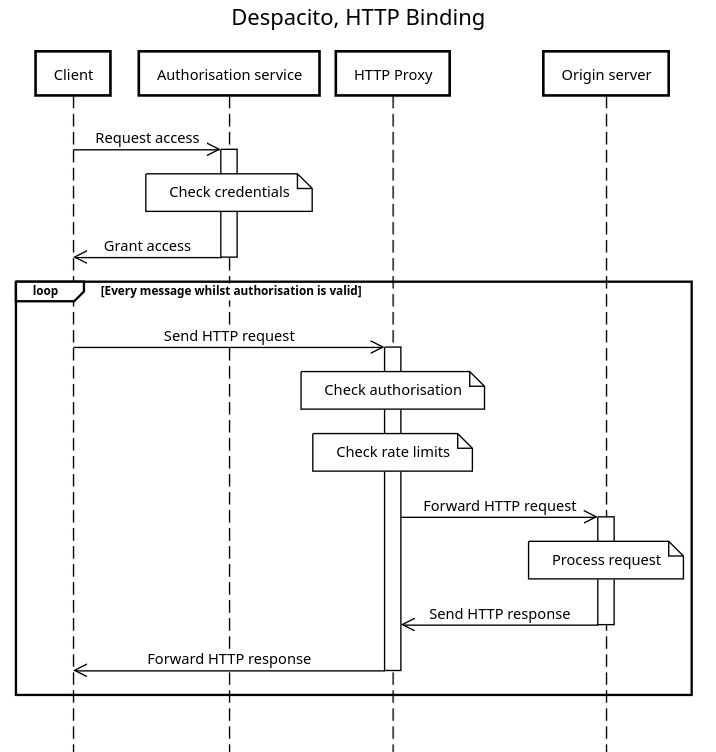 Despacito, HTTP Binding
Client
Authorisation service
HTTP Proxy
Origin server
Request access
Check credentials
Grant access
loop
[Every message whilst authorisation is valid]
Send HTTP request
Check authorisation
Check rate limits
Forward HTTP request
Process request
Send HTTP response
Forward HTTP response